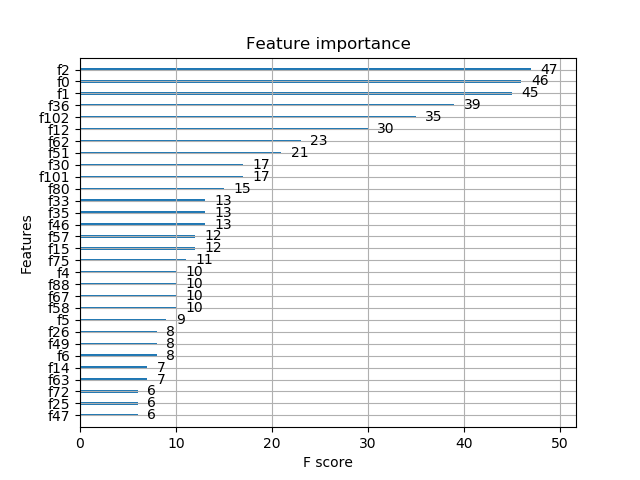 Feature importance
f2 47
f0 46
f1 45
f36 39
f102 35
f12 30
f62 23
f51 21
f30 17
f101 17
f80 15
f33 13
f35 13
f46 13
f57 12
f15 12
f75 11
f4 10
f88 10
f67 10
f58 10
f5 9
f26 8
f49 8
f6 8
f14 7
f63 7
f72 6
f25 6
f47 6
Features
0 10 20 30 40 50
F score